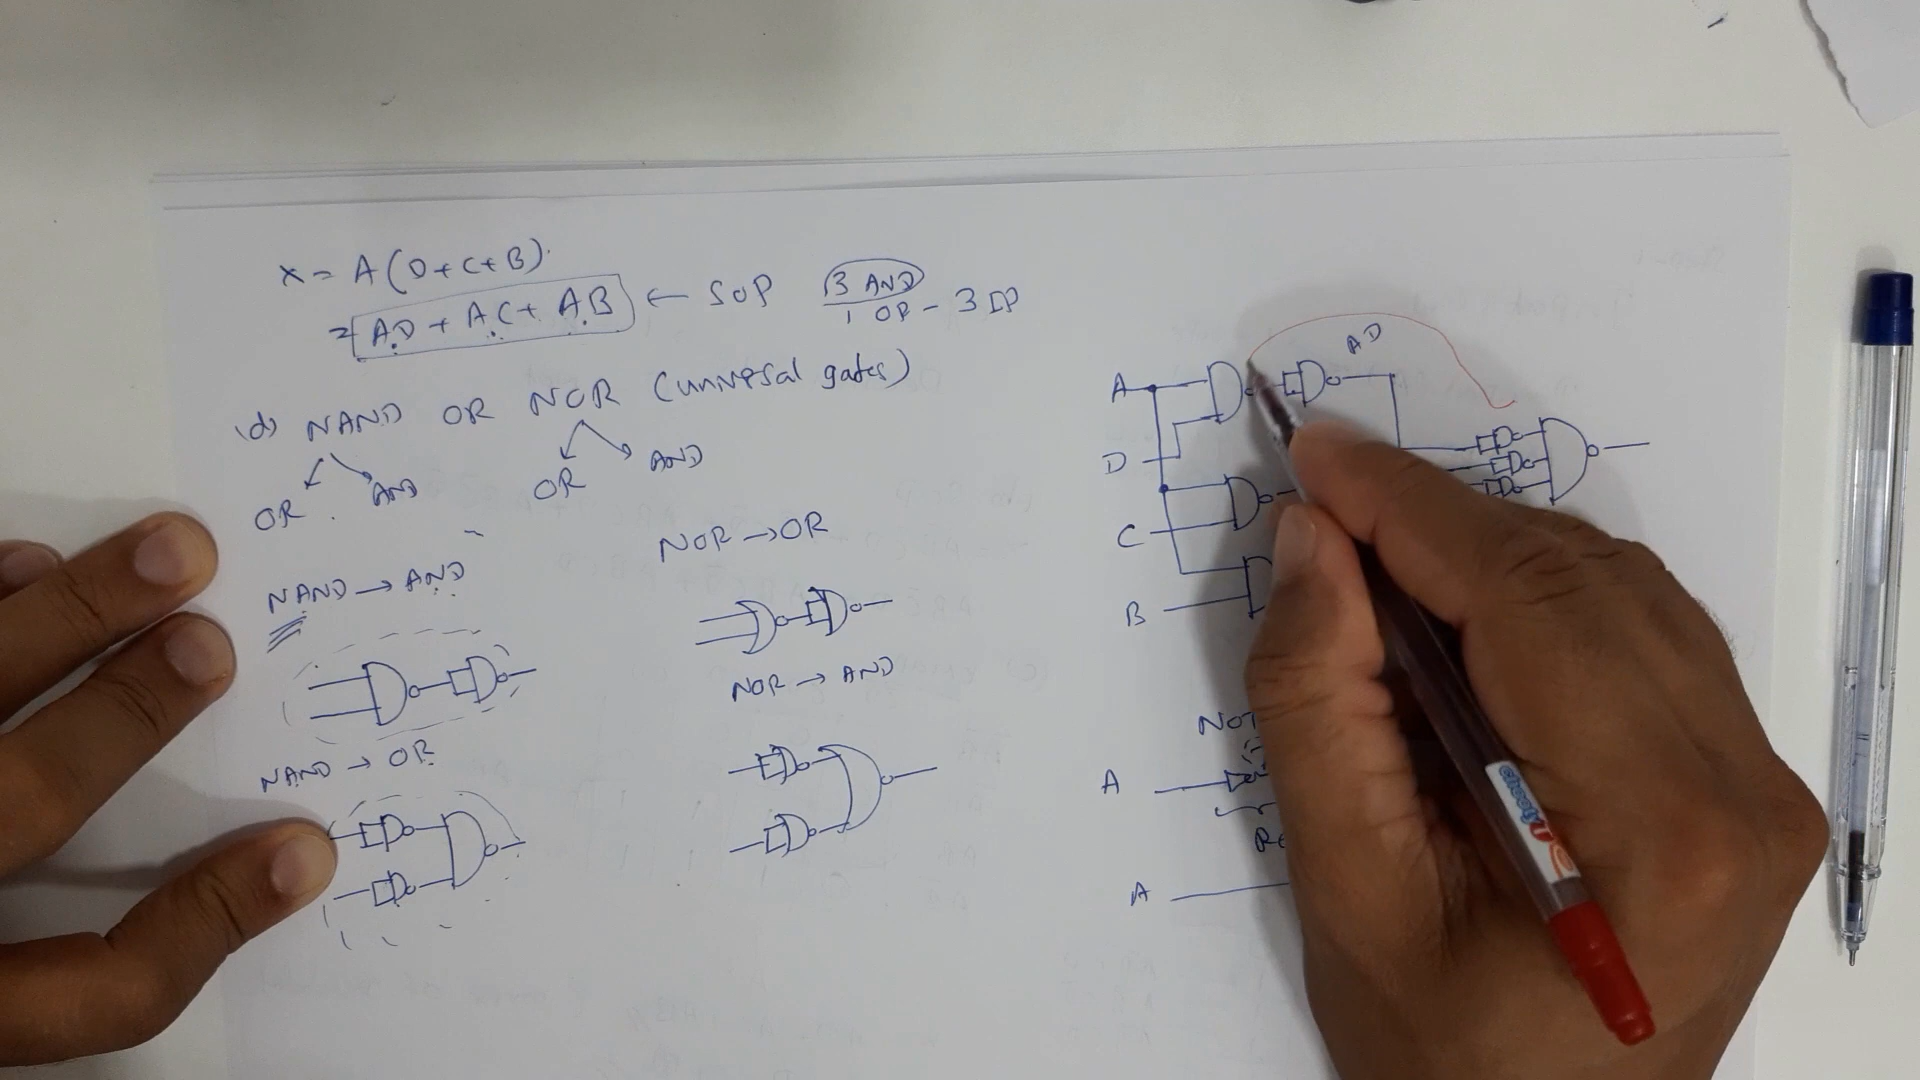 X = A(D+C+B)
= AD + A.C + A.B ← SOP 3 AND
1 OR - 3 IP
(d) NAND OR NOR (universal gates)
OR AND OR AND
NAND → AND
NAND → OR
NOR → OR
NOR → AND
A
D
C
B
AD
NOT
A
A